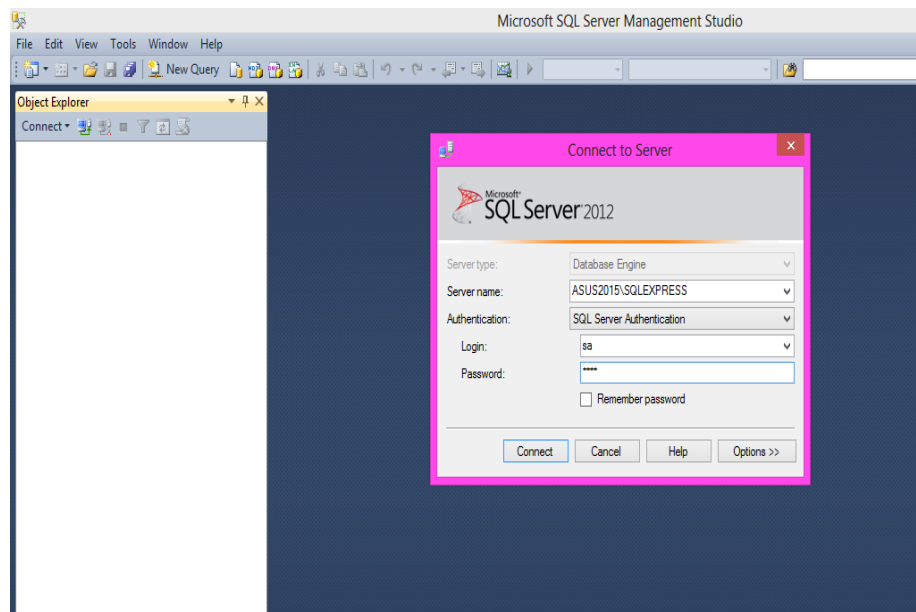 Microsoft SQL Server Management Studio
File Edit View Tools Window Help
New Query
Object Explorer
Connect
Connect to Server
Microsoft
SQL Server 2012
Server type: Database Engine
Server name: ASUS2015\SQLEXPRESS
Authentication: SQL Server Authentication
Login: sa
Password: ****
Remember password
Connect Cancel Help Options >>